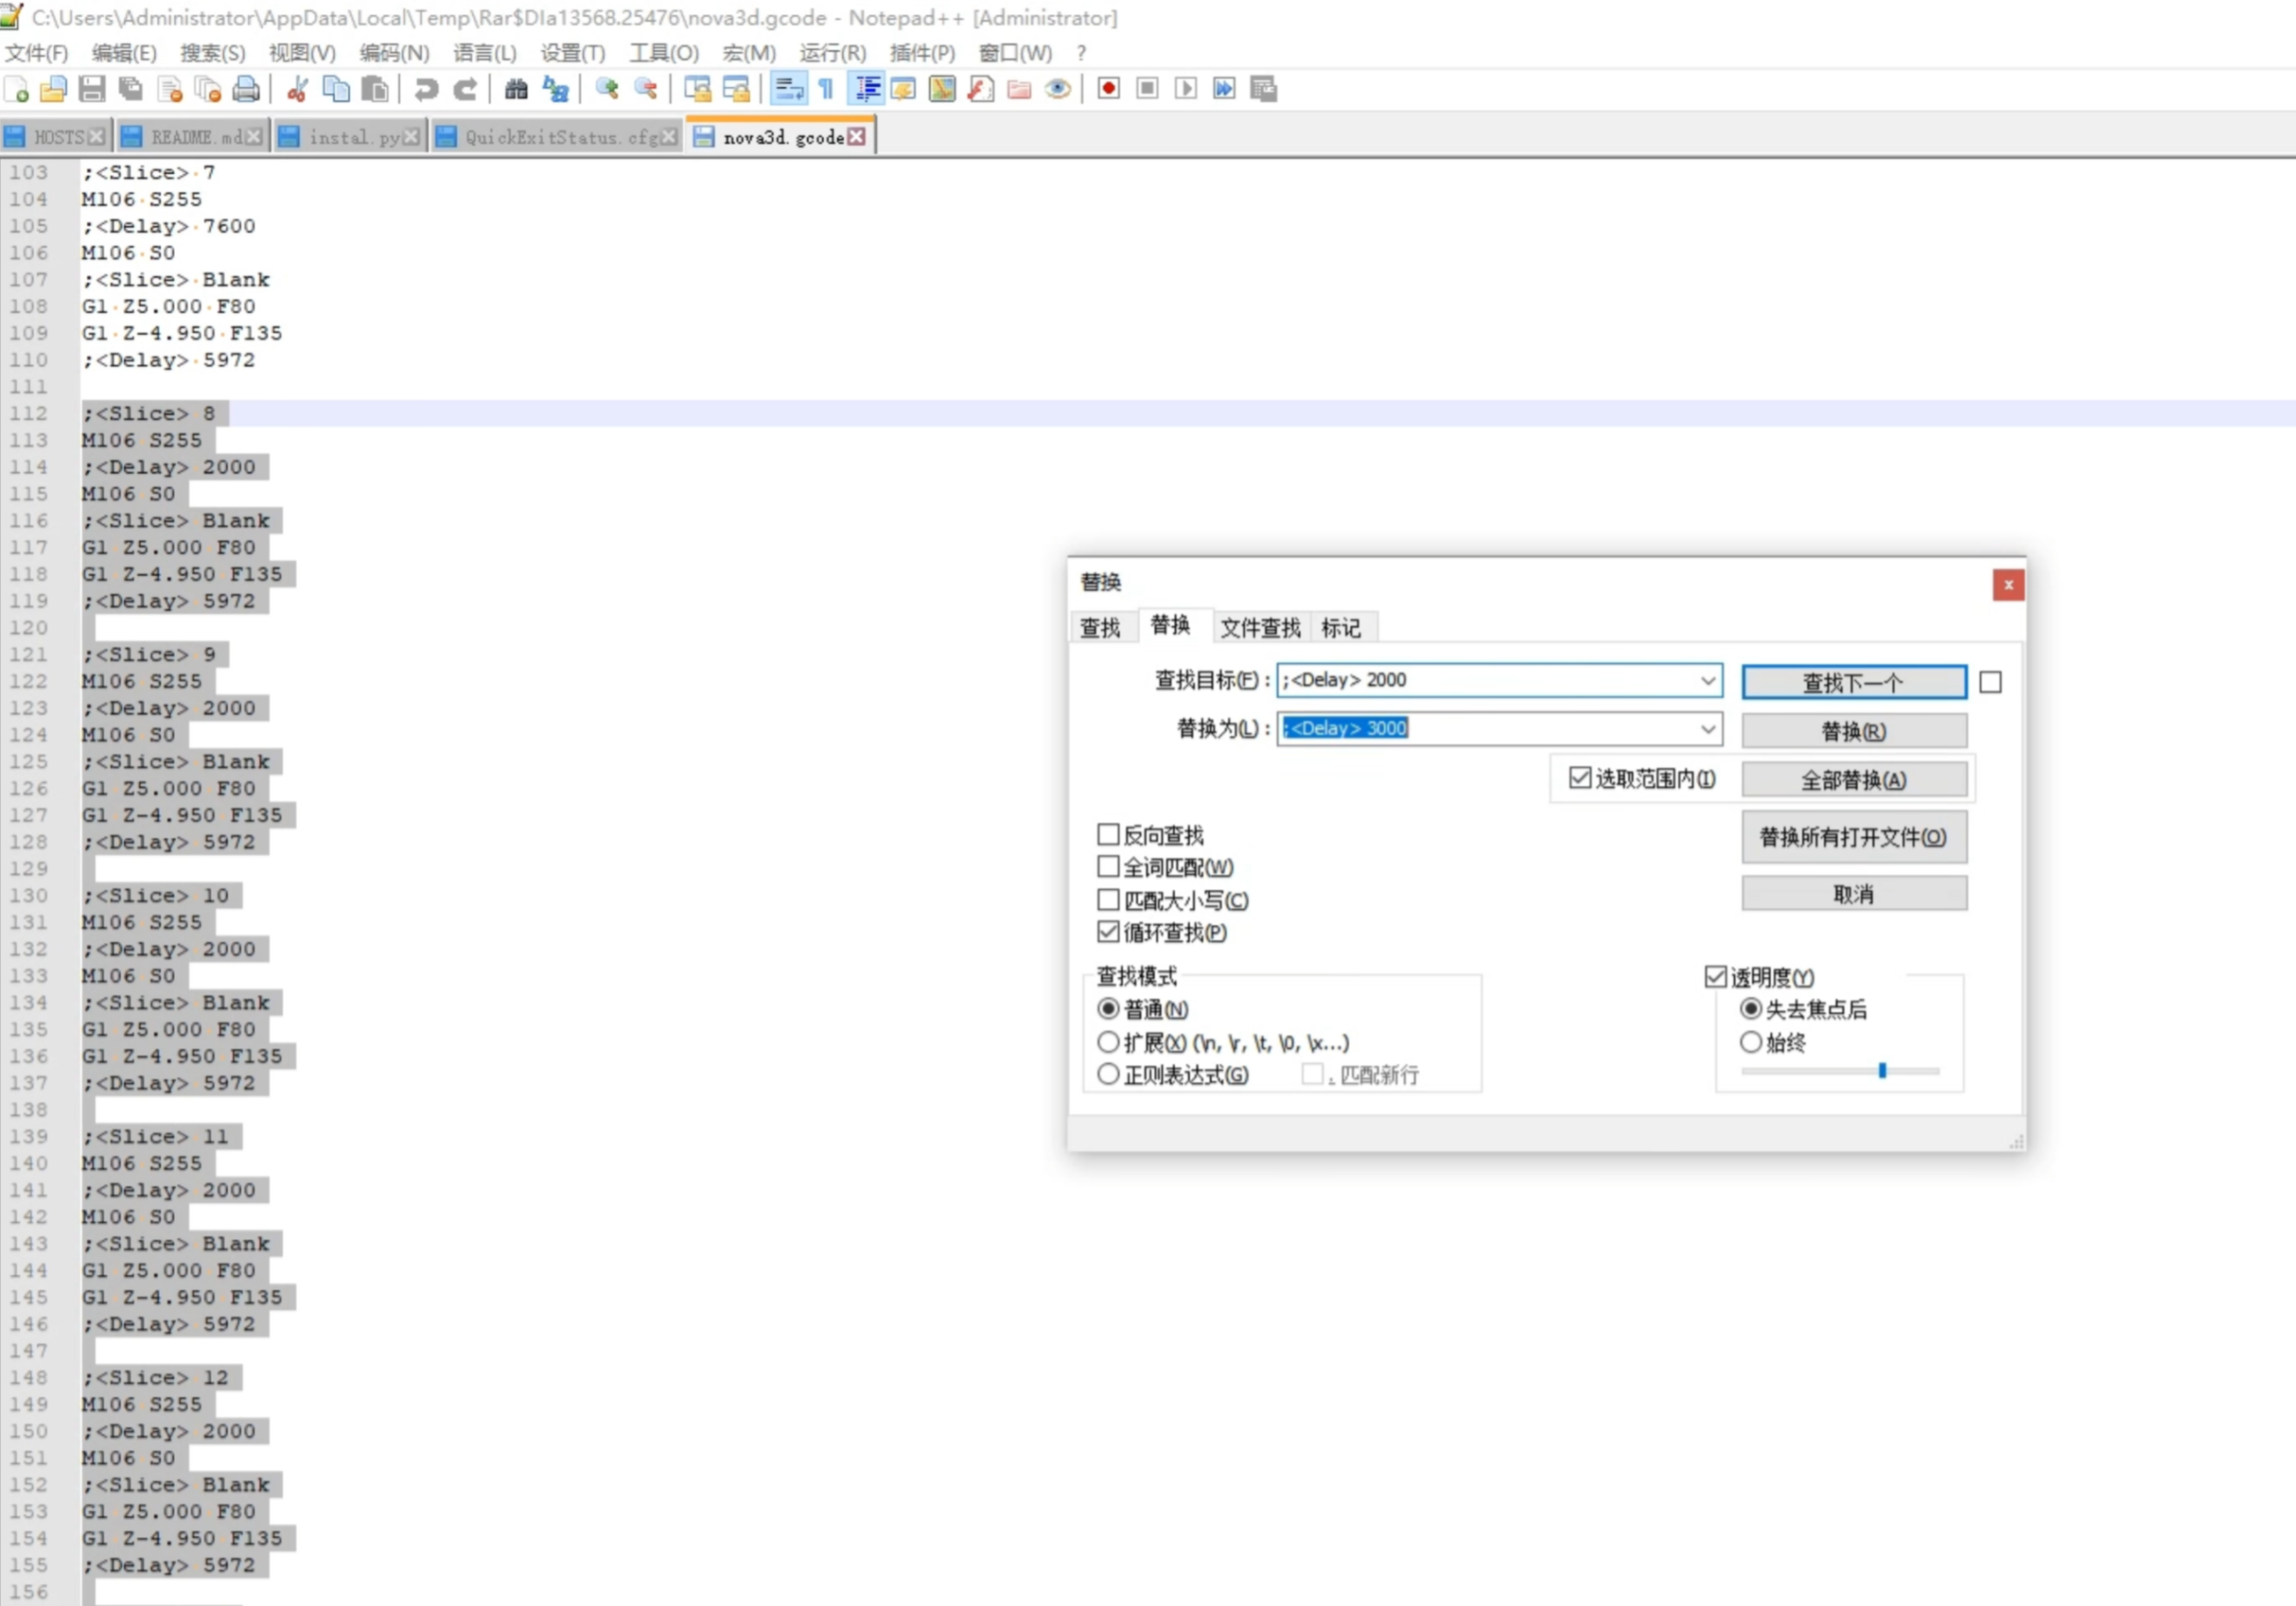 C:\Users\Administrator\AppData\Local\Temp\Rar$DIa13568.25476\nova3d.gcode - Notepad++ [Administrator]
文件(F) 编辑(E) 搜索(S) 视图(V) 编码(N) 语言(L) 设置(T) 工具(O) 宏(M) 运行(R) 插件(P) 窗口(W) ?
HOSTS README.md instal.py QuickExitStatus.cfg nova3d.gcode
103 ;<Slice> 7
104 M106 S255
105 ;<Delay> 7600
106 M106 S0
107 ;<Slice> Blank
108 G1 Z5.000 F80
109 G1 Z-4.950 F135
110 ;<Delay> 5972
111
112 ;<Slice> 8
113 M106 S255
114 ;<Delay> 2000
115 M106 S0
116 ;<Slice> Blank
117 G1 Z5.000 F80
118 G1 Z-4.950 F135
119 ;<Delay> 5972
120
121 ;<Slice> 9
122 M106 S255
123 ;<Delay> 2000
124 M106 S0
125 ;<Slice> Blank
126 G1 Z5.000 F80
127 G1 Z-4.950 F135
128 ;<Delay> 5972
129
130 ;<Slice> 10
131 M106 S255
132 ;<Delay> 2000
133 M106 S0
134 ;<Slice> Blank
135 G1 Z5.000 F80
136 G1 Z-4.950 F135
137 ;<Delay> 5972
138
139 ;<Slice> 11
140 M106 S255
141 ;<Delay> 2000
142 M106 S0
143 ;<Slice> Blank
144 G1 Z5.000 F80
145 G1 Z-4.950 F135
146 ;<Delay> 5972
147
148 ;<Slice> 12
149 M106 S255
150 ;<Delay> 2000
151 M106 S0
152 ;<Slice> Blank
153 G1 Z5.000 F80
154 G1 Z-4.950 F135
155 ;<Delay> 5972
156
替换
查找 替换 文件查找 标记
查找目标(F) : ;<Delay> 2000 查找下一个
替换为(L) : ;<Delay> 3000 替换(R)
选取范围内(I) 全部替换(A)
替换所有打开文件(O)
取消
反向查找
全词匹配(W)
匹配大小写(C)
循环查找(P)
查找模式
普通(N)
扩展(X) (\n, \r, \t, \0, \x...)
正则表达式(G) . 匹配新行
透明度(Y)
失去焦点后
始终